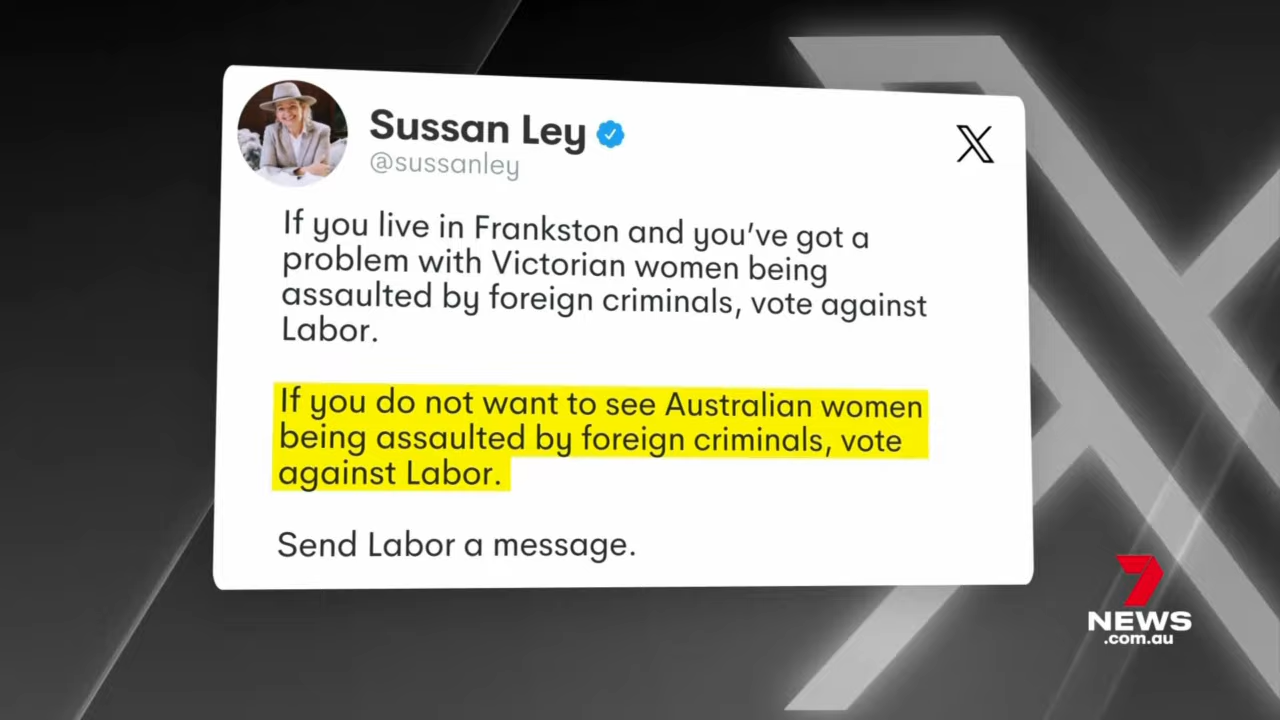 Sussan Ley
@sussanley
X
If you live in Frankston and you've got a
problem with Victorian women being
assaulted by foreign criminals, vote against
Labor.
If you do not want to see Australian women
being assaulted by foreign criminals, vote
against Labor.
Send Labor a message.
7
NEWS
.com.au